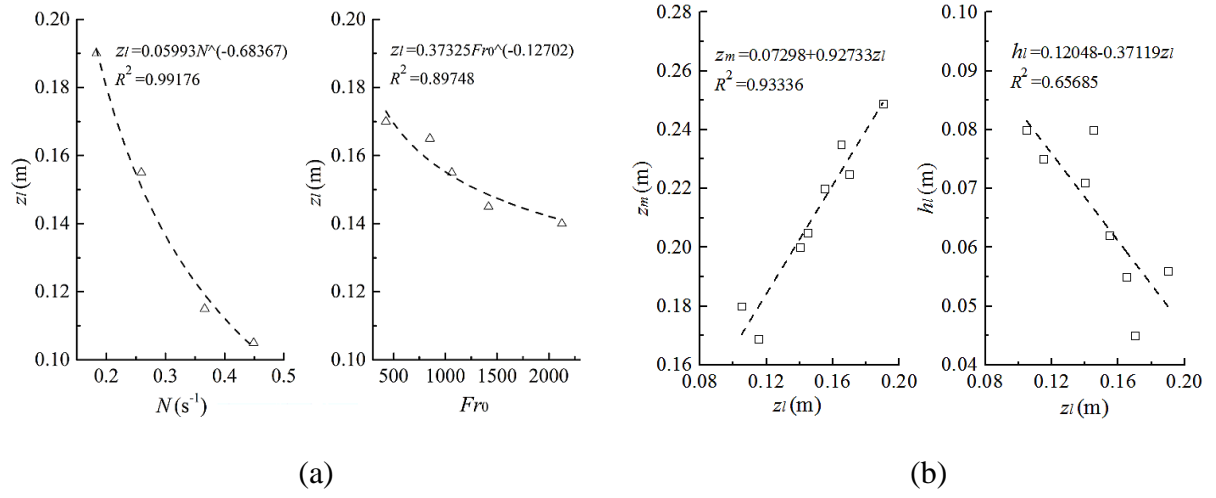 0.20
0.18
0.16
0.14
0.12
0.10
zl (m)
zl=0.05993N^(-0.68367)
R²=0.99176
0.2 0.3 0.4 0.5
N (s⁻¹)
0.20
0.18
0.16
0.14
0.12
0.10
zl (m)
zl=0.37325Fr0^(-0.12702)
R²=0.89748
500 1000 1500 2000
Fr0
(a)
0.28
0.24
0.20
0.16
zm (m)
zm=0.07298+0.92733zl
R²=0.93336
0.08 0.12 0.16 0.20
zl (m)
0.10
0.09
0.08
0.07
0.06
0.05
0.04
hl (m)
hl=0.12048-0.37119zl
R²=0.65685
0.08 0.12 0.16 0.20
zl (m)
(b)